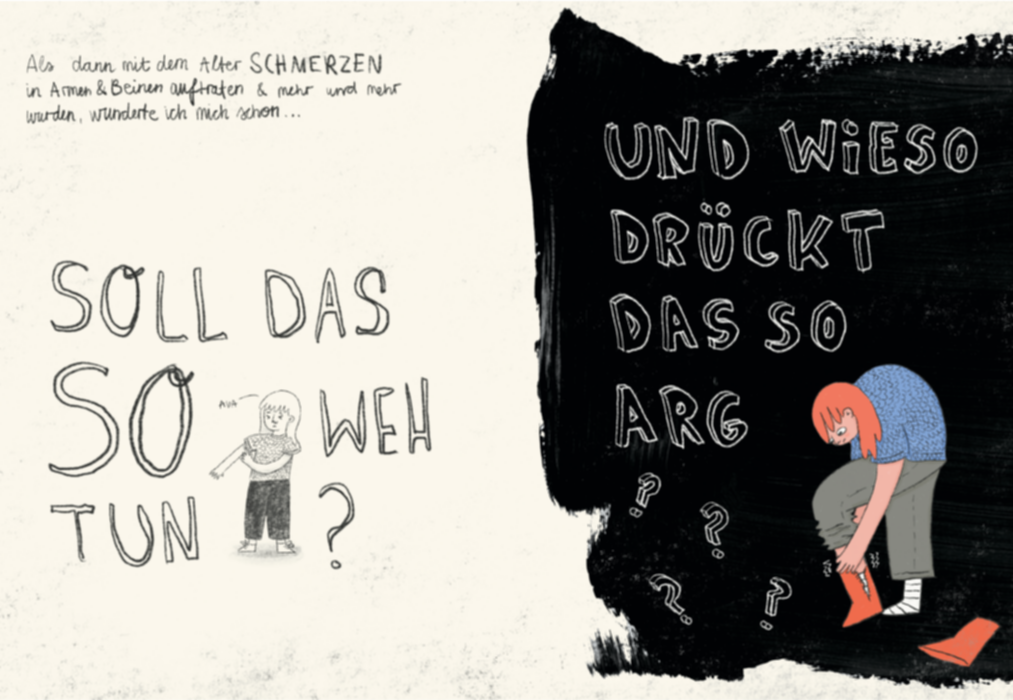 Als dann mit dem Alter SCHMERZEN
in Armen & Beinen auftraten & mehr und mehr
wurden, wunderte ich mich schon...
SOLL DAS
SO WEH
TUN ?
AUA
UND WiESO
DRÜCKT
DAS SO
ARG
?
?
?
?